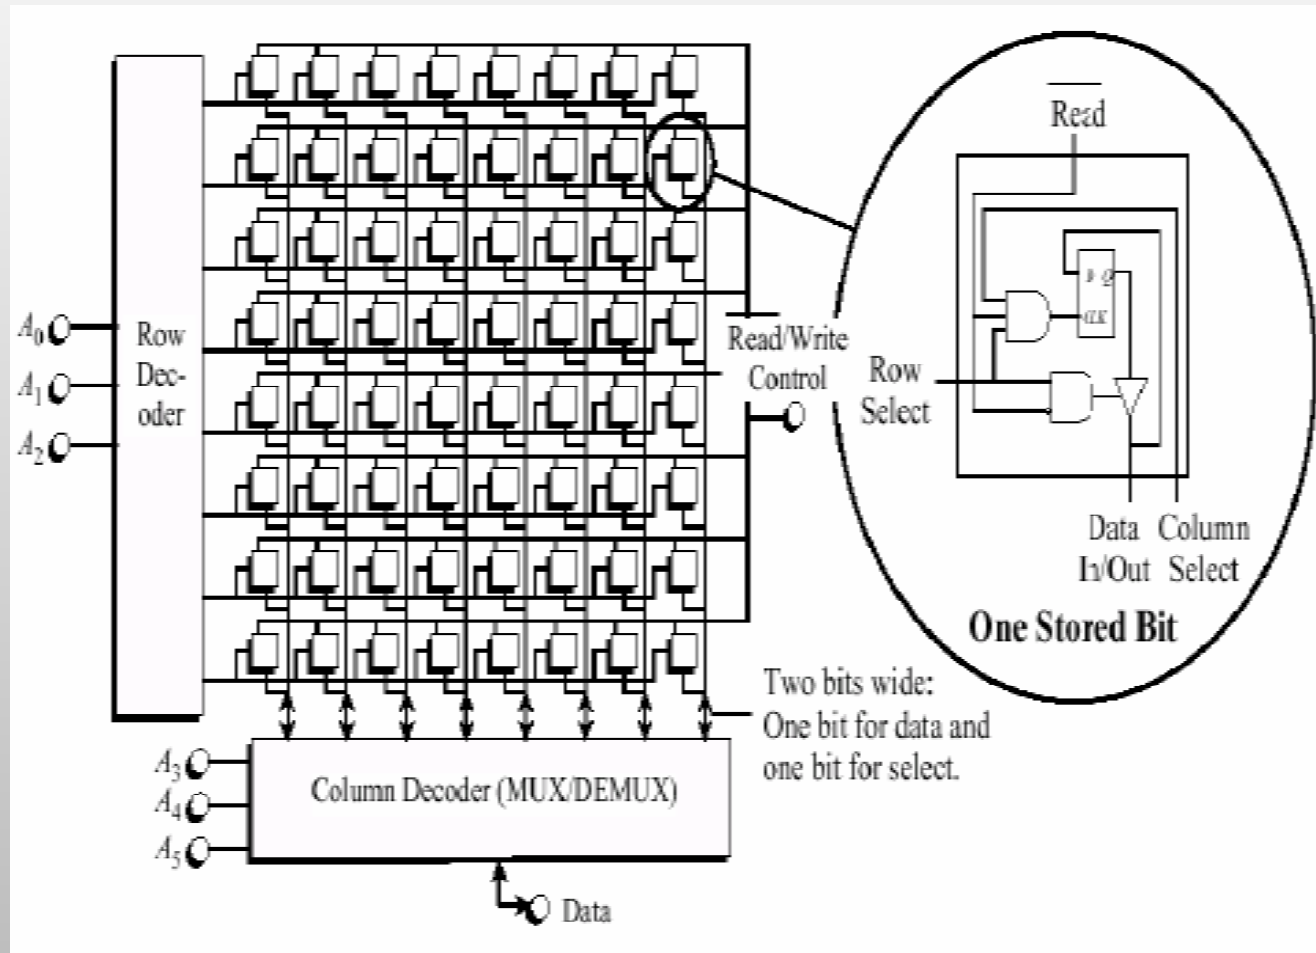 A0
A1
A2
Row
Dec-
oder
Read/Write
Control
Read
Row
Select
D Q
CLK
Data Column
In/Out Select
One Stored Bit
Two bits wide:
One bit for data and
one bit for select.
A3
A4
A5
Column Decoder (MUX/DEMUX)
Data